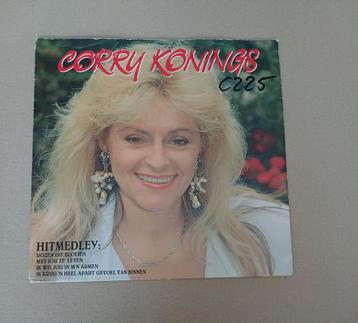 CORRY KONINGS
C225
HITMEDLEY:
ROZEN DIE BLOEIEN
MET JOU TE LEVEN
IK WIL JOU IN M'N ARMEN
IK KRIJG 'N HEEL APART GEVOEL VAN BINNEN